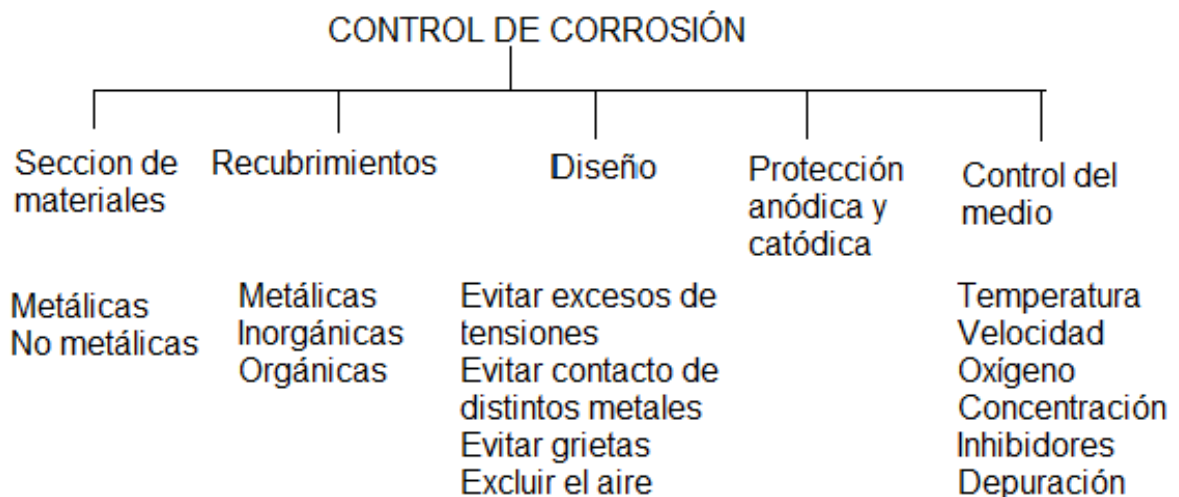 CONTROL DE CORROSIÓN
Seccion de
materiales
Metálicas
No metálicas
Recubrimientos
Metálicas
Inorgánicas
Orgánicas
Diseño
Evitar excesos de
tensiones
Evitar contacto de
distintos metales
Evitar grietas
Excluir el aire
Protección
anódica y
catódica
Control del
medio
Temperatura
Velocidad
Oxígeno
Concentración
Inhibidores
Depuración